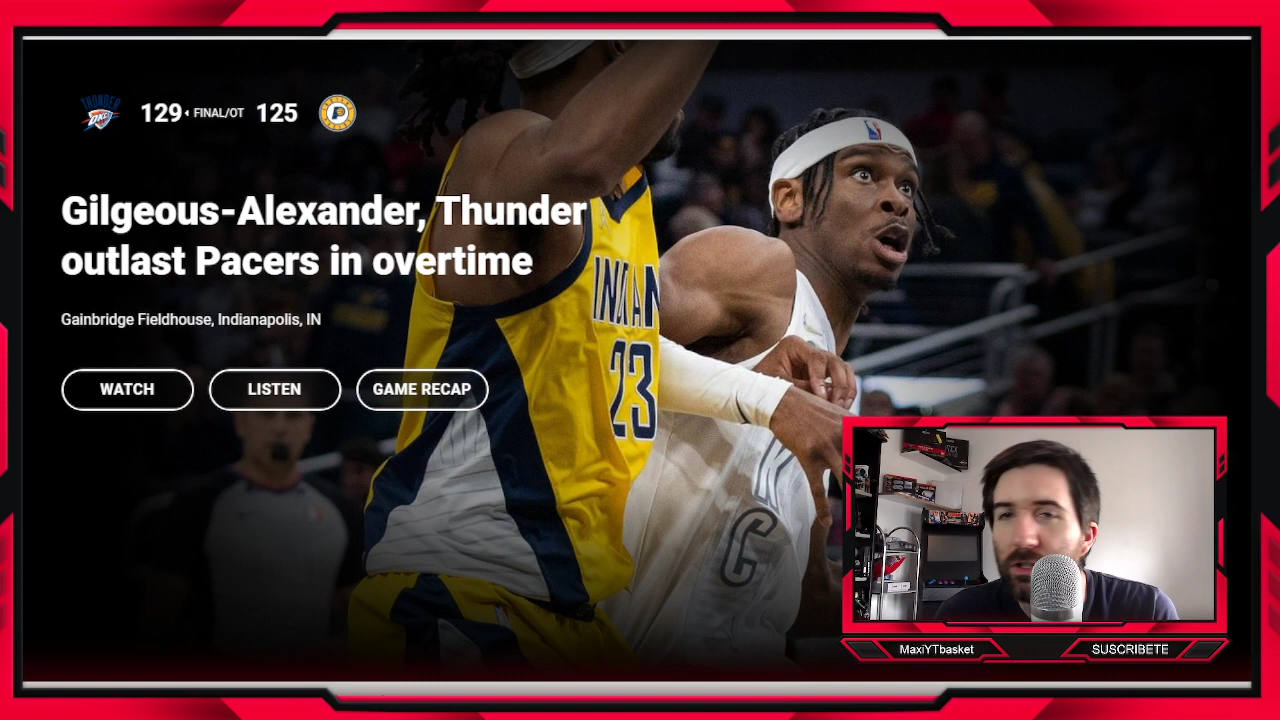 THUNDER
OKC
129 FINAL/OT 125
Gilgeous-Alexander, Thunder
outlast Pacers in overtime
Gainbridge Fieldhouse, Indianapolis, IN
WATCH LISTEN GAME RECAP
23
MaxiYTbasket SUSCRIBETE